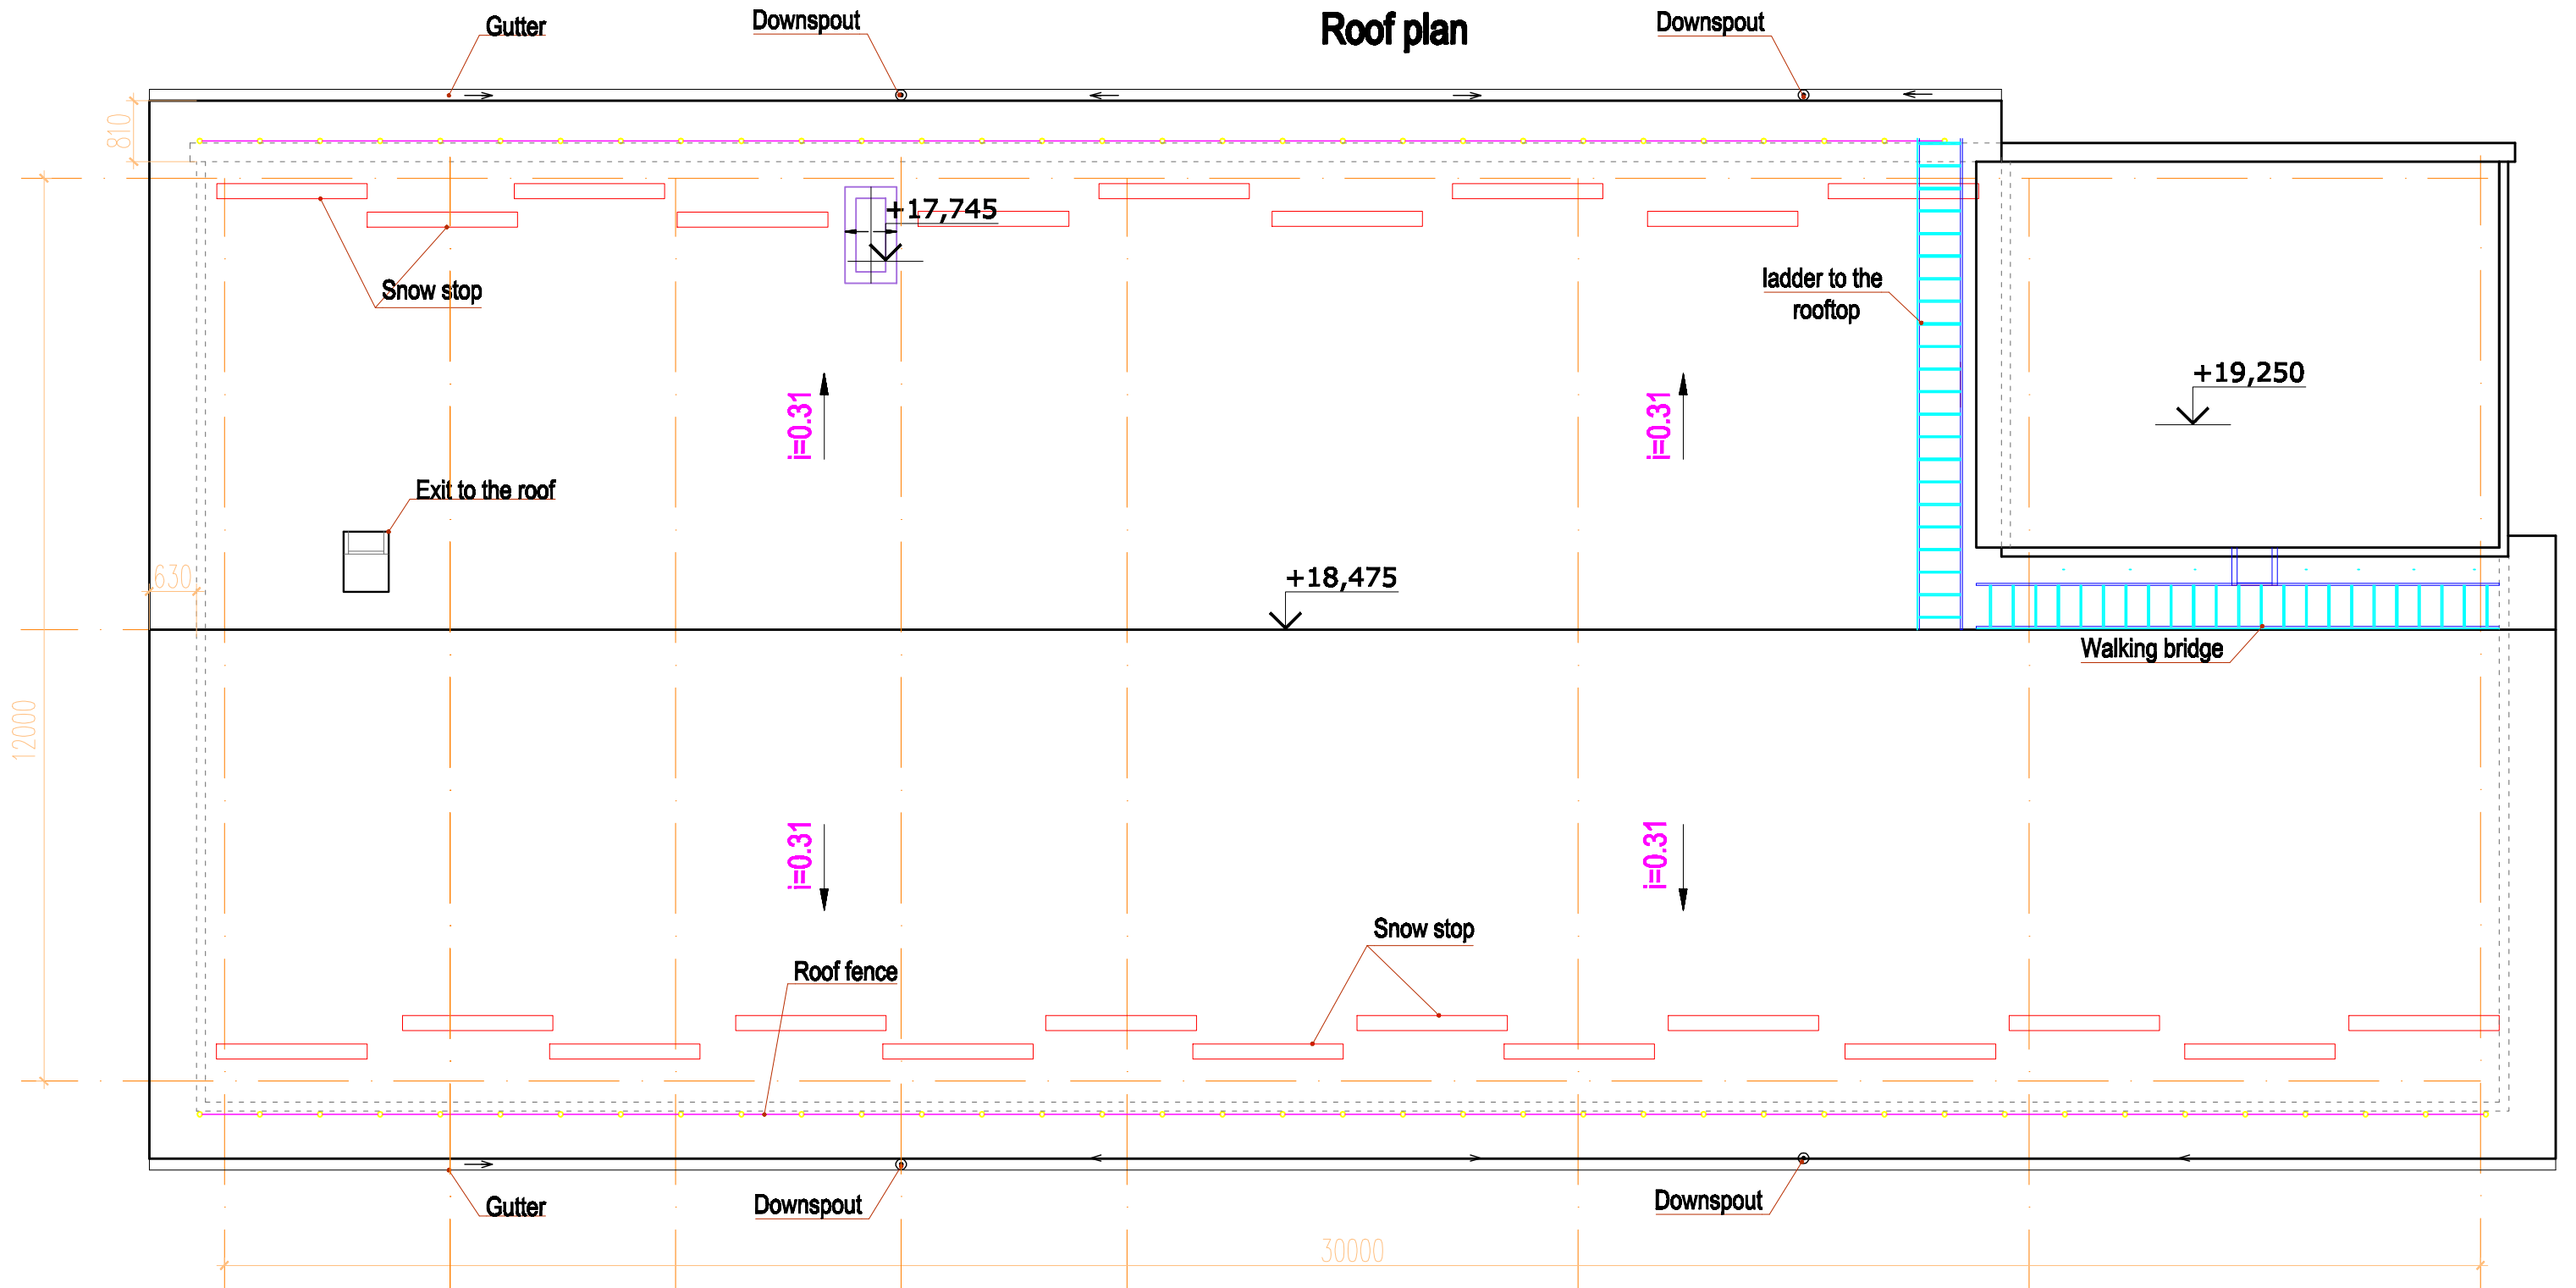 Roof plan
Gutter
Downspout
Downspout
810
+17,745
Snow stop
ladder to the
rooftop
+19,250
i=0.31
i=0.31
Exit to the roof
630
+18,475
Walking bridge
12000
i=0.31
i=0.31
Snow stop
Roof fence
Gutter
Downspout
Downspout
30000